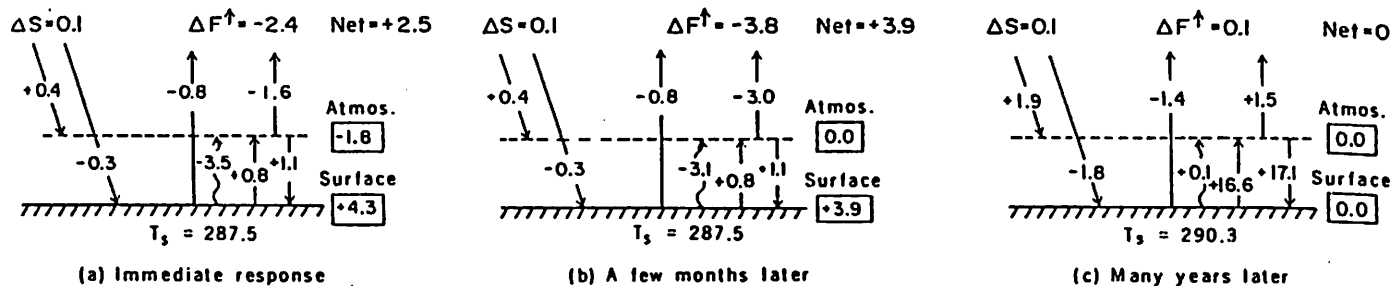 ΔS=0.1 ΔF↑=-2.4 Net=+2.5
+0.4 -0.8 -1.6
Atmos.
-1.8
-0.3 -3.5 +0.8 +1.1
Surface
+4.3
Ts = 287.5
(a) Immediate response
ΔS=0.1 ΔF↑=-3.8 Net=+3.9
+0.4 -0.8 -3.0
Atmos.
0.0
-0.3 -3.1 +0.8 +1.1
Surface
+3.9
Ts = 287.5
(b) A few months later
ΔS=0.1 ΔF↑=0.1 Net=0
+1.9 -1.4 +1.5
Atmos.
0.0
-1.8 +0.1 +16.6 +17.1
Surface
0.0
Ts = 290.3
(c) Many years later